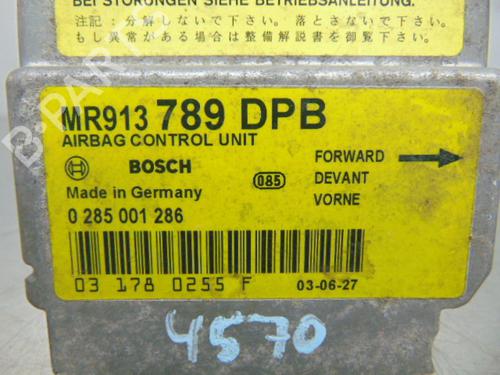 BEI STÖRUNGEN SIEHE BETRIEBSANLEITUNG.
注記：分解しないで下さい。落とさないで下さい。
もし異常がある場合は整備解説書を御覧下さい。
MR913 789 DPB
AIRBAG CONTROL UNIT
BOSCH
FORWARD
Made in Germany
085
DEVANT
VORNE
0 285 001 286
03 178 0255 F
03-06-27
4570
B-PARTS